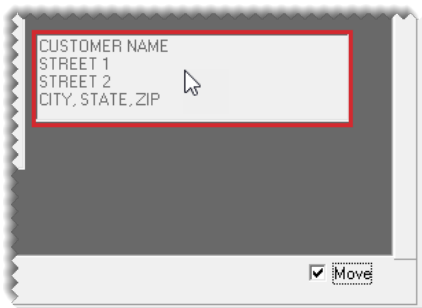 CUSTOMER NAME
STREET 1
STREET 2
CITY, STATE, ZIP
Move